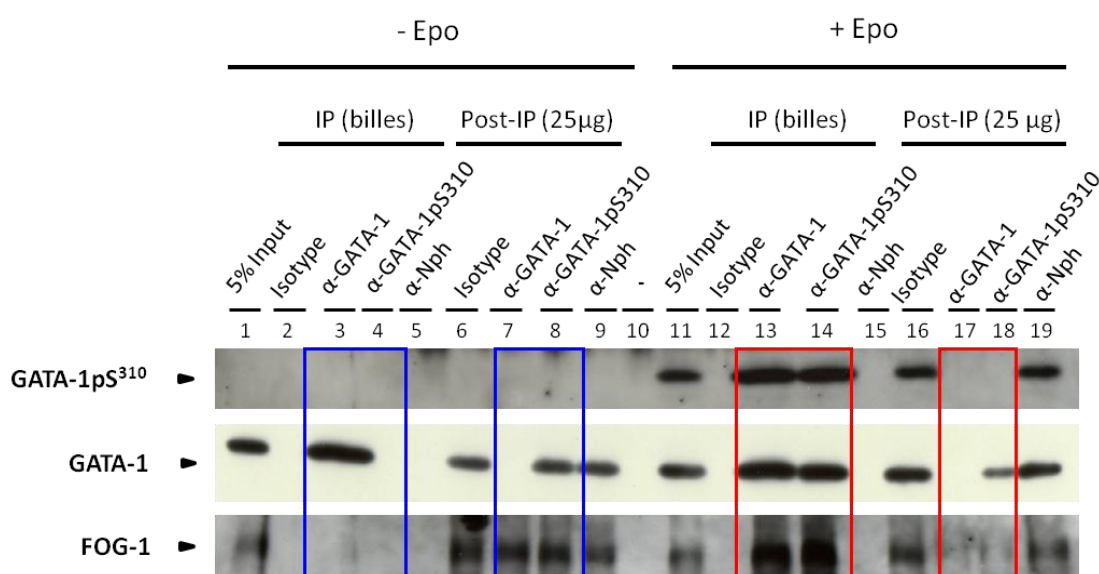 - Epo + Epo
IP (billes) Post-IP (25µg) IP (billes) Post-IP (25 µg)
5% Input Isotype α-GATA-1 α-GATA-1pS310 α-Nph Isotype α-GATA-1 α-GATA-1pS310 α-Nph - 5% Input Isotype α-GATA-1 α-GATA-1pS310 α-Nph Isotype α-GATA-1 α-GATA-1pS310 α-Nph
1 2 3 4 5 6 7 8 9 10 11 12 13 14 15 16 17 18 19
GATA-1pS³¹⁰
GATA-1
FOG-1